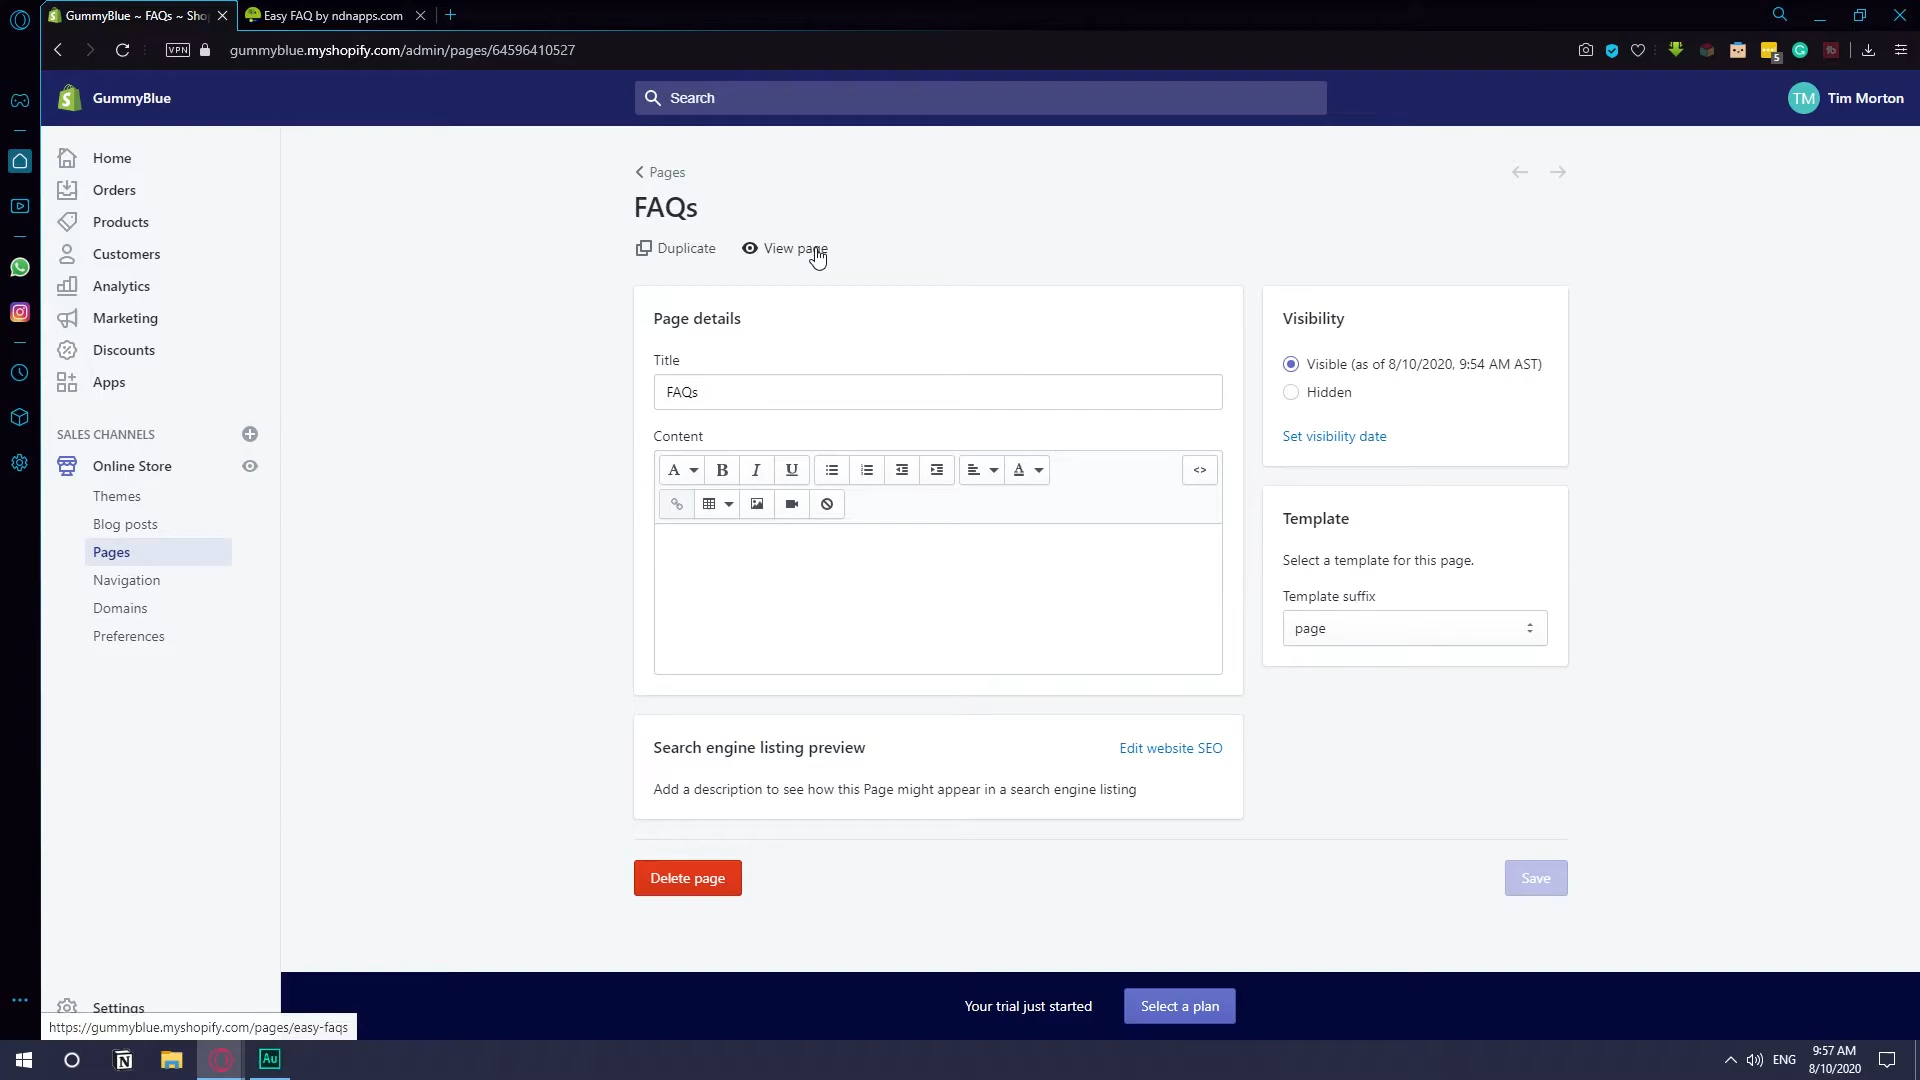 GummyBlue ~ FAQs ~ Sho
Easy FAQ by ndnapps.com
VPN
gummyblue.myshopify.com/admin/pages/64596410527
5
GummyBlue
Search
TM
Tim Morton
Home
Orders
Products
Customers
Analytics
Marketing
Discounts
Apps
SALES CHANNELS
Online Store
Themes
Blog posts
Pages
Navigation
Domains
Preferences
Settings
Pages
FAQs
Duplicate
View page
Page details
Title
FAQs
Content
A
B
I
U
A
<>
Search engine listing preview
Edit website SEO
Add a description to see how this Page might appear in a search engine listing
Delete page
Save
Visibility
Visible (as of 8/10/2020, 9:54 AM AST)
Hidden
Set visibility date
Template
Select a template for this page.
Template suffix
page
Your trial just started
Select a plan
https://gummyblue.myshopify.com/pages/easy-faqs
N
Au
ENG
9:57 AM
8/10/2020